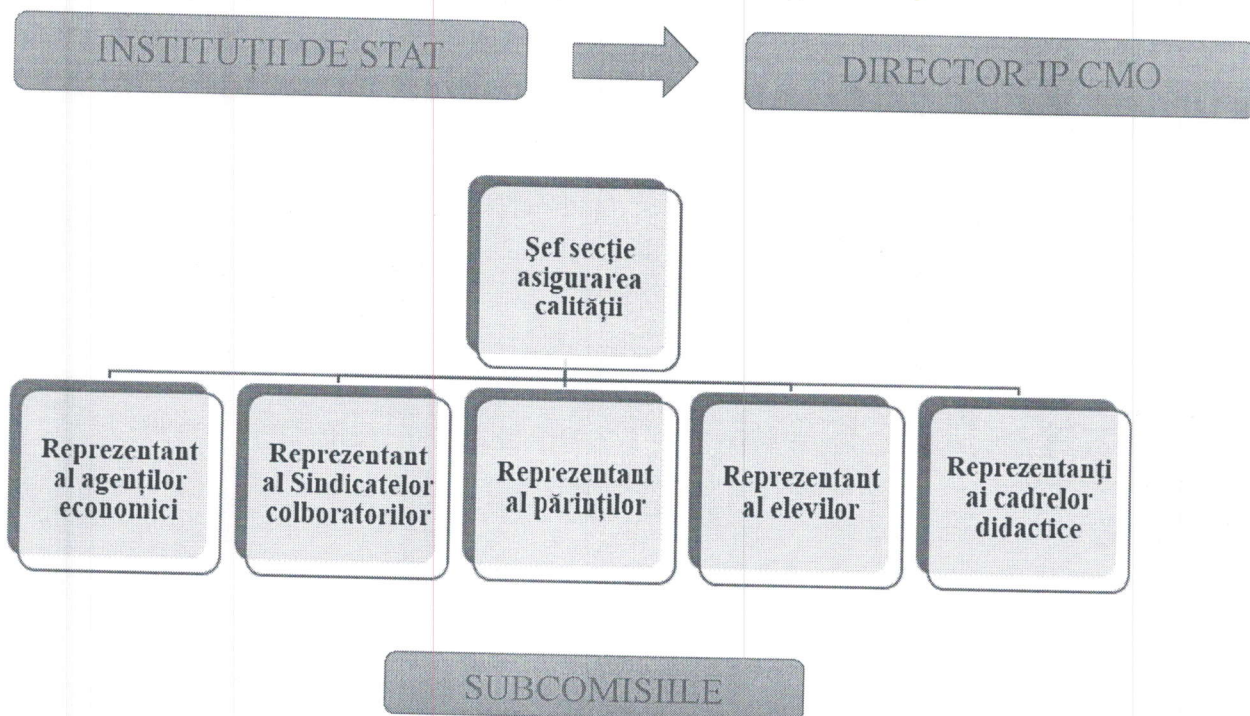 INSTITUȚII DE STAT
DIRECTOR IP CMO
Șef secție
asigurarea
calității
Reprezentant
al agenților
economici
Reprezentant
al Sindicatelor
colboratorilor
Reprezentant
al părinților
Reprezentant
al elevilor
Reprezentanți
ai cadrelor
didactice
SUBCOMISIILE